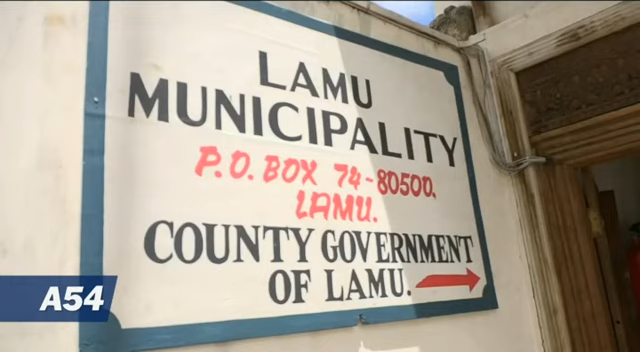 LAMU
MUNICIPALITY
P.O. BOX 74-80500,
LAMU.
COUNTY GOVERNMENT
OF LAMU.
A54